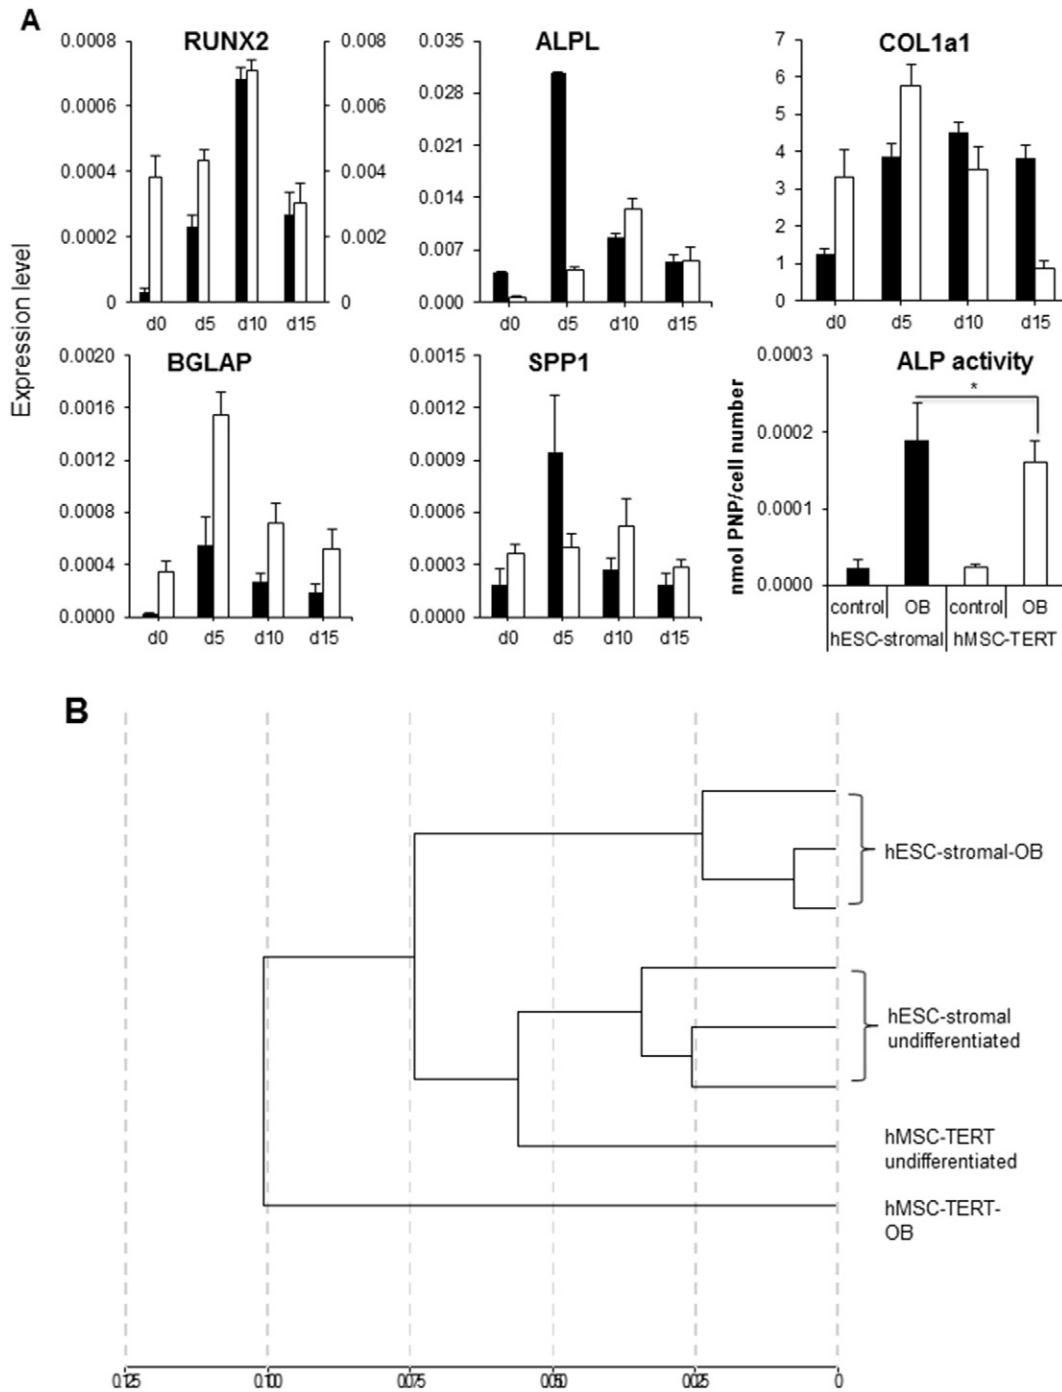 A
Expression level
RUNX2
0.0008
0.0006
0.0004
0.0002
0
0.008
0.006
0.004
0.002
0
d0 d5 d10 d15
ALPL
0.035
0.028
0.021
0.014
0.007
0.000
d0 d5 d10 d15
COL1a1
7
6
5
4
3
2
1
0
d0 d5 d10 d15
BGLAP
0.0020
0.0016
0.0012
0.0008
0.0004
0.0000
d0 d5 d10 d15
SPP1
0.0015
0.0012
0.0009
0.0006
0.0003
0.0000
d0 d5 d10 d15
ALP activity
nmol PNP/cell number
0.0003
0.0002
0.0001
0.0000
*
control OB control OB
hESC-stromal hMSC-TERT
B
hESC-stromal-OB
hESC-stromal
undifferentiated
hMSC-TERT
undifferentiated
hMSC-TERT-
OB
0.125 0.100 0.075 0.050 0.025 0